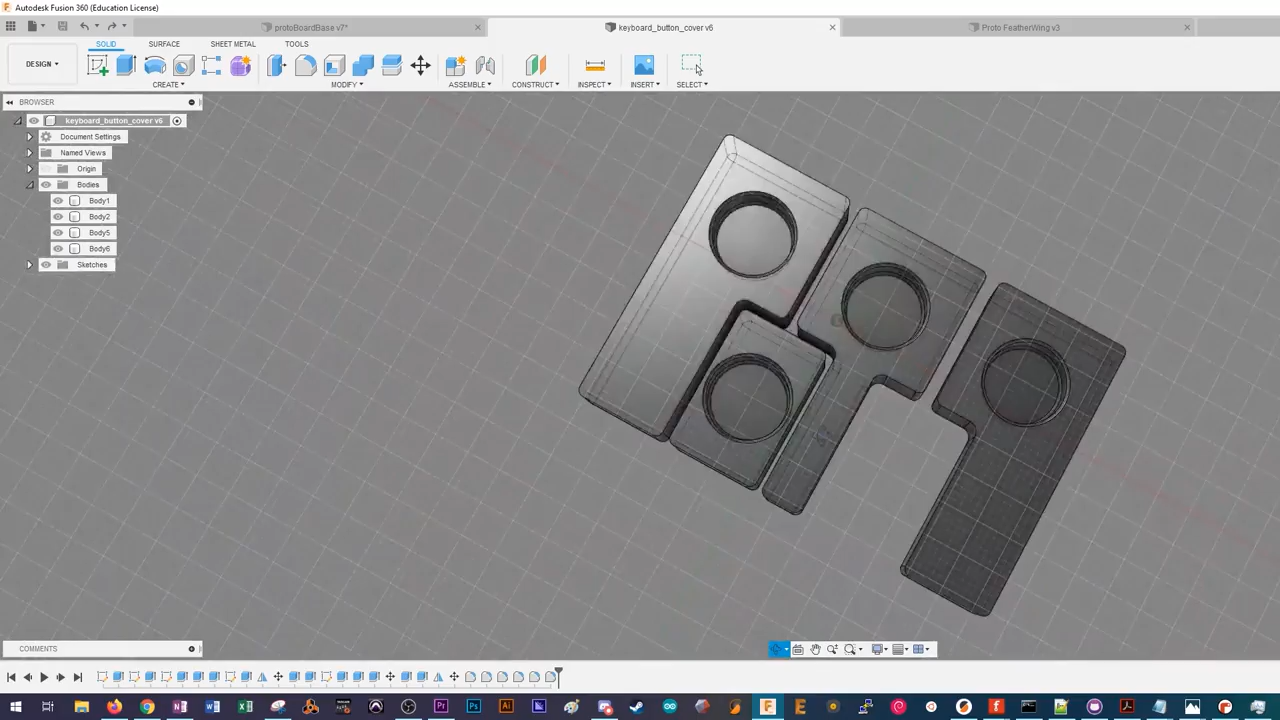 Autodesk Fusion 360 (Education License)
protoBoardBase v7*
keyboard_button_cover v6
Proto FeatherWing v3
SOLID SURFACE SHEET METAL TOOLS
DESIGN
CREATE MODIFY ASSEMBLE CONSTRUCT INSPECT INSERT SELECT
BROWSER
keyboard_button_cover v6
Document Settings
Named Views
Origin
Bodies
Body1
Body2
Body5
Body6
Sketches
COMMENTS